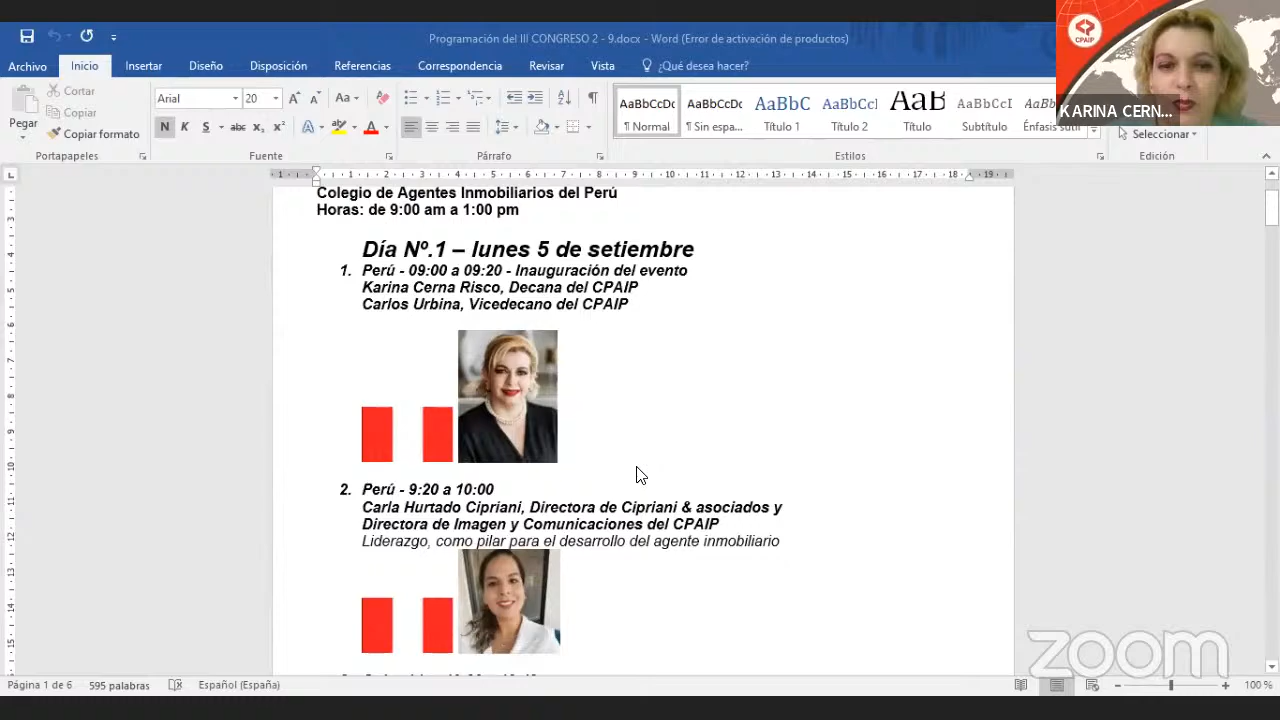 Programación del III CONGRESO 2 - 9.docx - Word (Error de activación de productos)
Archivo Inicio Insertar Diseño Disposición Referencias Correspondencia Revisar Vista ¿Qué desea hacer?
CPAIP
KARINA CERN...
Pegar
Cortar
Copiar
Copiar formato
Portapapeles
Arial 20
Aa
N K S abc x₂ x²
Fuente
Párrafo
AaBbCcDc AaBbCcDc AaBbC AaBbCcI AaB AaBbCcD
¶ Normal ¶ Sin espa... Título 1 Título 2 Título Subtítulo Énfasis sutil
Estilos
Seleccionar
Edición
Colegio de Agentes Inmobiliarios del Perú
Horas: de 9:00 am a 1:00 pm
Día Nº.1 – lunes 5 de setiembre
1. Perú - 09:00 a 09:20 - Inauguración del evento
Karina Cerna Risco, Decana del CPAIP
Carlos Urbina, Vicedecano del CPAIP
2. Perú - 9:20 a 10:00
Carla Hurtado Cipriani, Directora de Cipriani & asociados y
Directora de Imagen y Comunicaciones del CPAIP
Liderazgo, como pilar para el desarrollo del agente inmobiliario
zoom
Página 1 de 6 595 palabras Español (España) 100 %